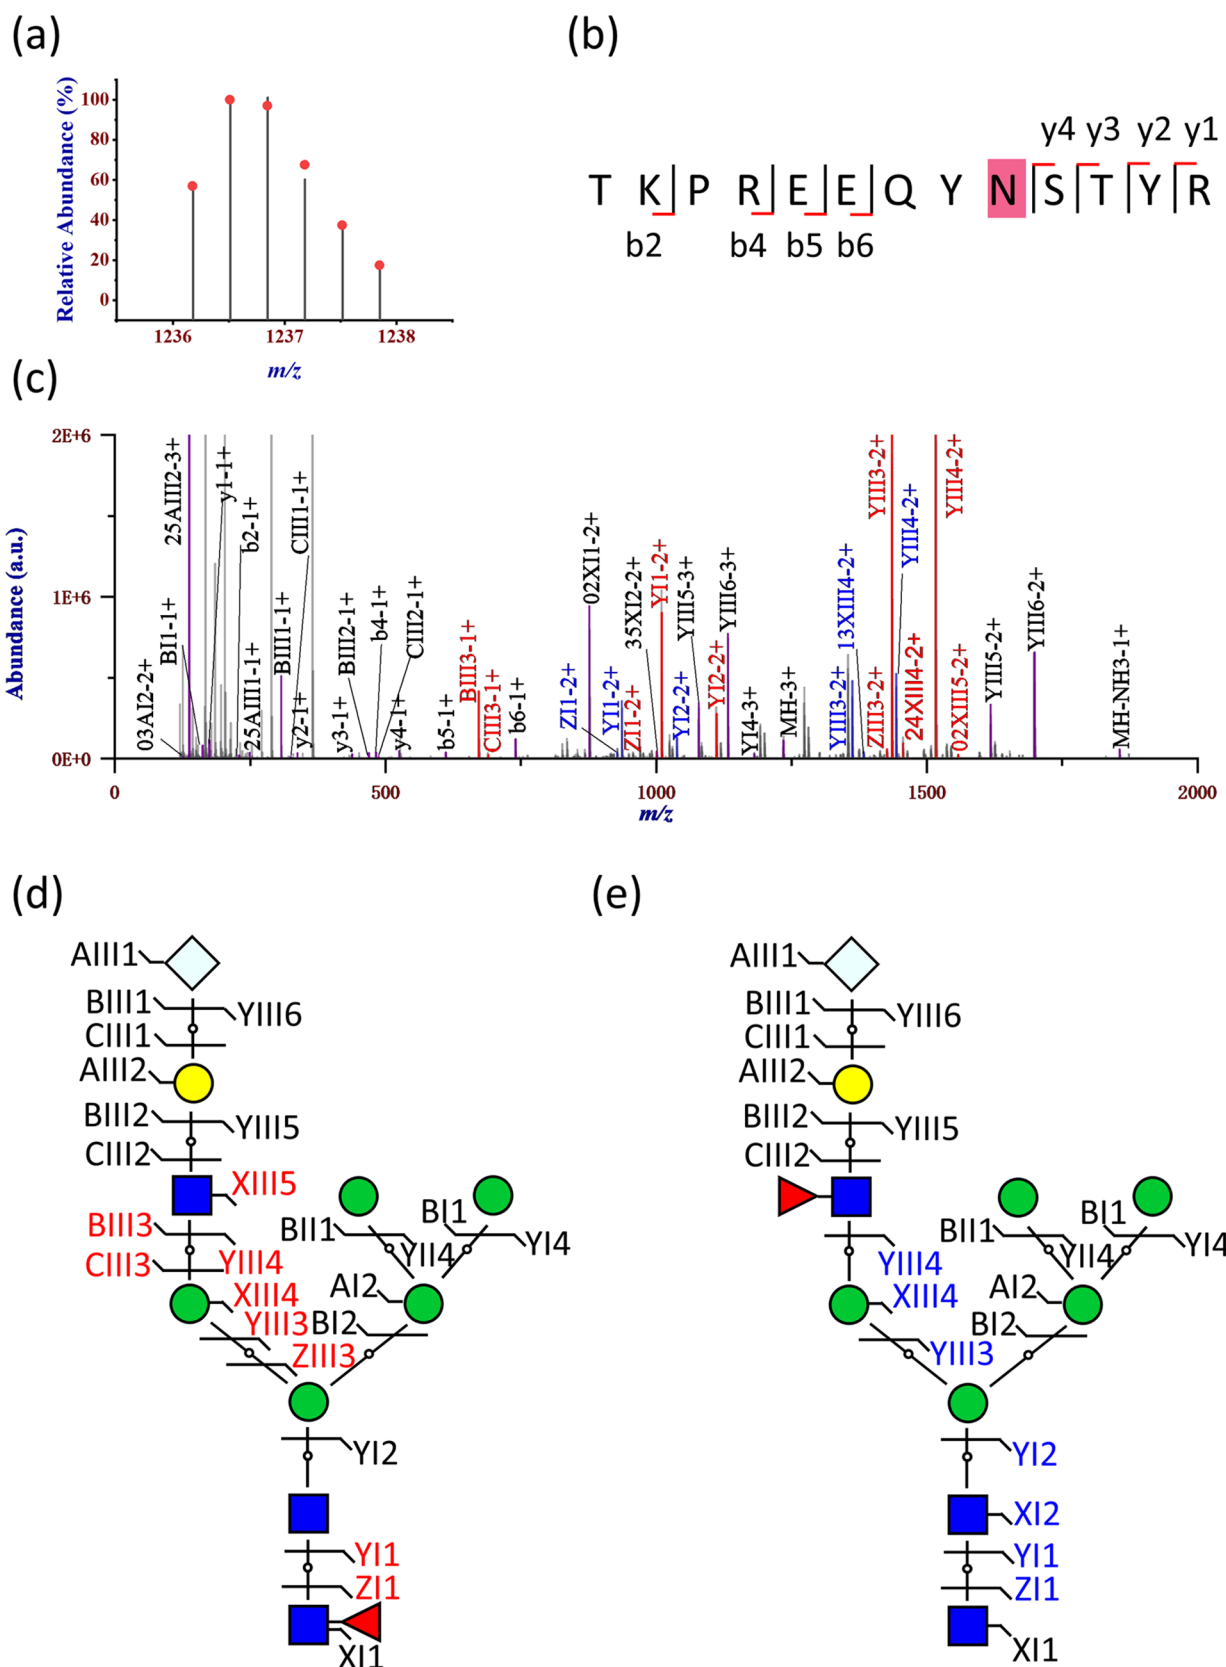 (a)
Relative Abundance (%)
100
80
60
40
20
0
1236 1237 1238
m/z
(b)
y4 y3 y2 y1
T K P R E E Q Y N S T Y R
b2 b4 b5 b6
(c)
Abundance (a.u.)
2E+6
1E+6
0E+0
03AI2-2+
BI1-1+
25AIII2-3+
y1-1+
b2-1+
25AIII1-1+
BIII1-1+
CIII1-1+
y2-1+
y3-1+
BIII2-1+
b4-1+
CIII2-1+
y4-1+
b5-1+
BIII3-1+
CIII3-1+
b6-1+
ZI1-2+
02XI1-2+
YI1-2+
ZI1-2+
35XI2-2+
YI1-2+
YI2-2+
YIII5-3+
YI2-2+
YIII6-3+
YI4-3+
MH-3+
YIII3-2+
13XIII4-2+
ZIII3-2+
YIII3-2+
YIII4-2+
24XIII4-2+
YIII4-2+
02XIII5-2+
YIII5-2+
YIII6-2+
MH-NH3-1+
0 500 1000 1500 2000
m/z
(d)
AIII1
BIII1
YIII6
CIII1
AIII2
BIII2
YIII5
CIII2
XIII5
BIII3
BII1
BI1
YII4
YI4
CIII3
YIII4
XIII4
AI2
YIII3
BI2
ZIII3
YI2
YI1
ZI1
XI1
(e)
AIII1
BIII1
YIII6
CIII1
AIII2
BIII2
YIII5
CIII2
BII1
BI1
YII4
YI4
YIII4
XIII4
AI2
BI2
YIII3
YI2
XI2
YI1
ZI1
XI1